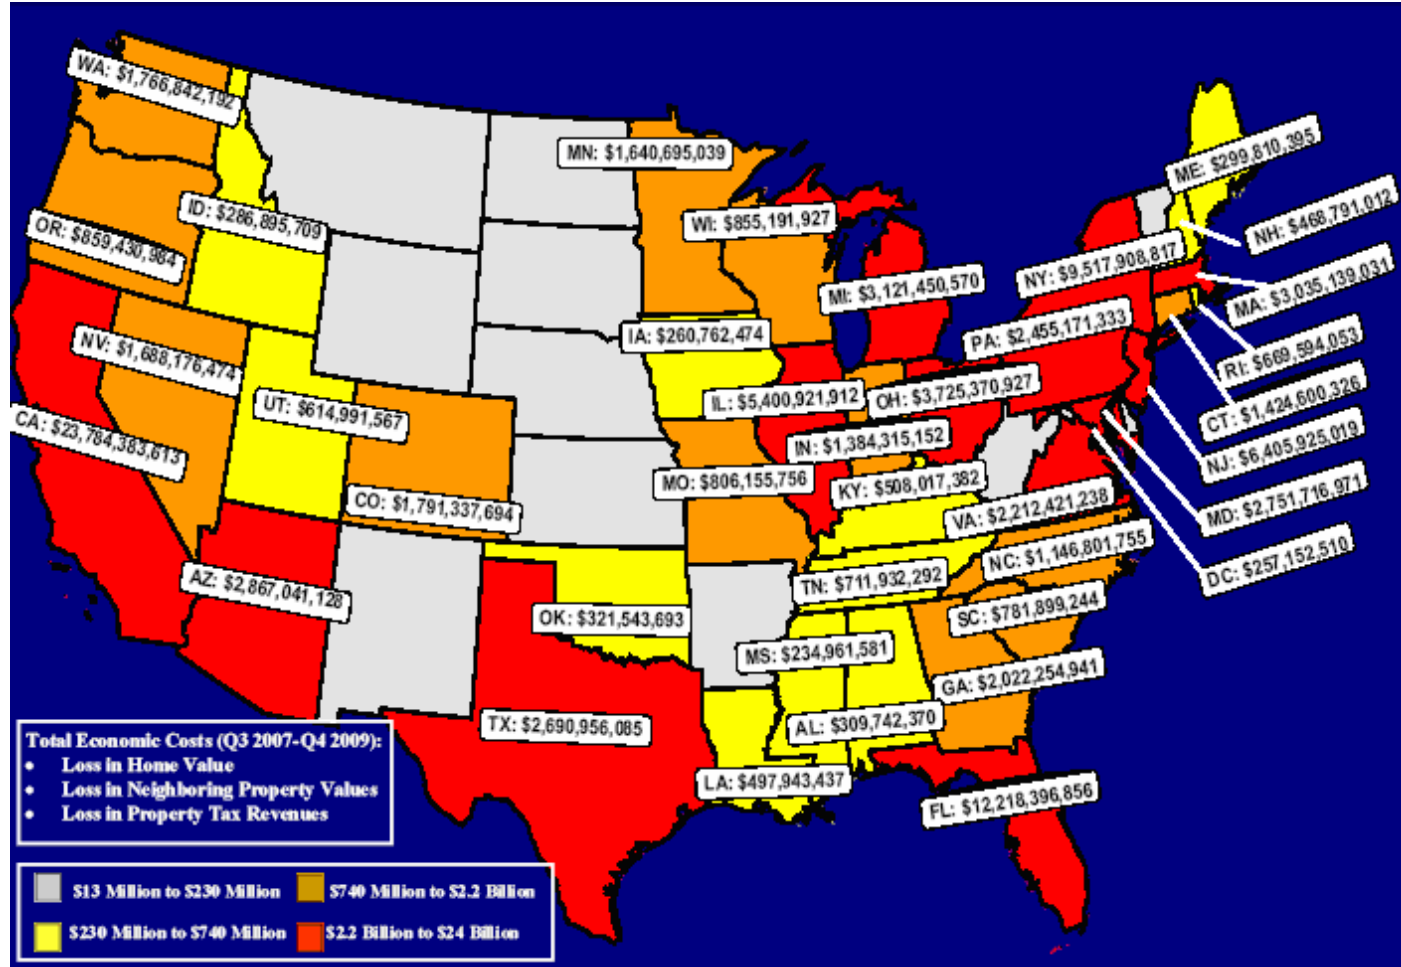 WA: $1,766,842,192
MN: $1,640,695,039
ME: $299,810,395
ID: $286,895,709
WI: $855,191,927
NH: $468,791,012
OR: $859,430,984
NY: $9,517,908,817
MI: $3,121,450,570
MA: $3,035,139,031
NV: $1,688,176,474
IA: $260,762,474
PA: $2,455,171,333
RI: $669,594,053
UT: $614,991,567
IL: $5,400,921,912
OH: $3,725,370,927
CT: $1,424,600,326
CA: $23,784,383,613
IN: $1,384,315,152
NJ: $6,405,925,019
MO: $806,155,756
KY: $508,017,382
CO: $1,791,337,694
VA: $2,212,421,238
MD: $2,751,716,971
NC: $1,146,801,755
AZ: $2,867,041,128
TN: $711,932,292
DC: $257,152,510
OK: $321,543,693
SC: $781,899,244
MS: $234,961,581
GA: $2,022,254,941
TX: $2,690,956,085
AL: $309,742,370
LA: $497,943,437
FL: $12,218,396,856
Total Economic Costs (Q3 2007-Q4 2009):
• Loss in Home Value
• Loss in Neighboring Property Values
• Loss in Property Tax Revenues
$13 Million to $230 Million
$740 Million to $2.2 Billion
$230 Million to $740 Million
$2.2 Billion to $24 Billion